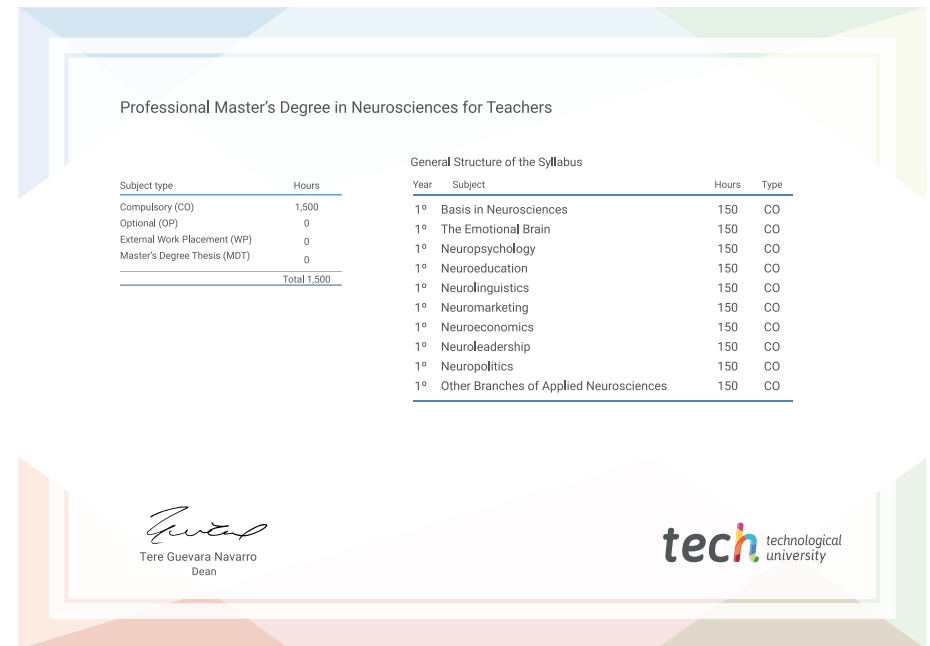 Professional Master's Degree in Neurosciences for Teachers
Subject type Hours
Compulsory (CO) 1,500
Optional (OP) 0
External Work Placement (WP) 0
Master's Degree Thesis (MDT) 0
Total 1,500
General Structure of the Syllabus
Year Subject Hours Type
1º Basis in Neurosciences 150 CO
1º The Emotional Brain 150 CO
1º Neuropsychology 150 CO
1º Neuroeducation 150 CO
1º Neurolinguistics 150 CO
1º Neuromarketing 150 CO
1º Neuroeconomics 150 CO
1º Neuroleadership 150 CO
1º Neuropolitics 150 CO
1º Other Branches of Applied Neurosciences 150 CO
Tere Guevara Navarro
Dean
tech technological
university